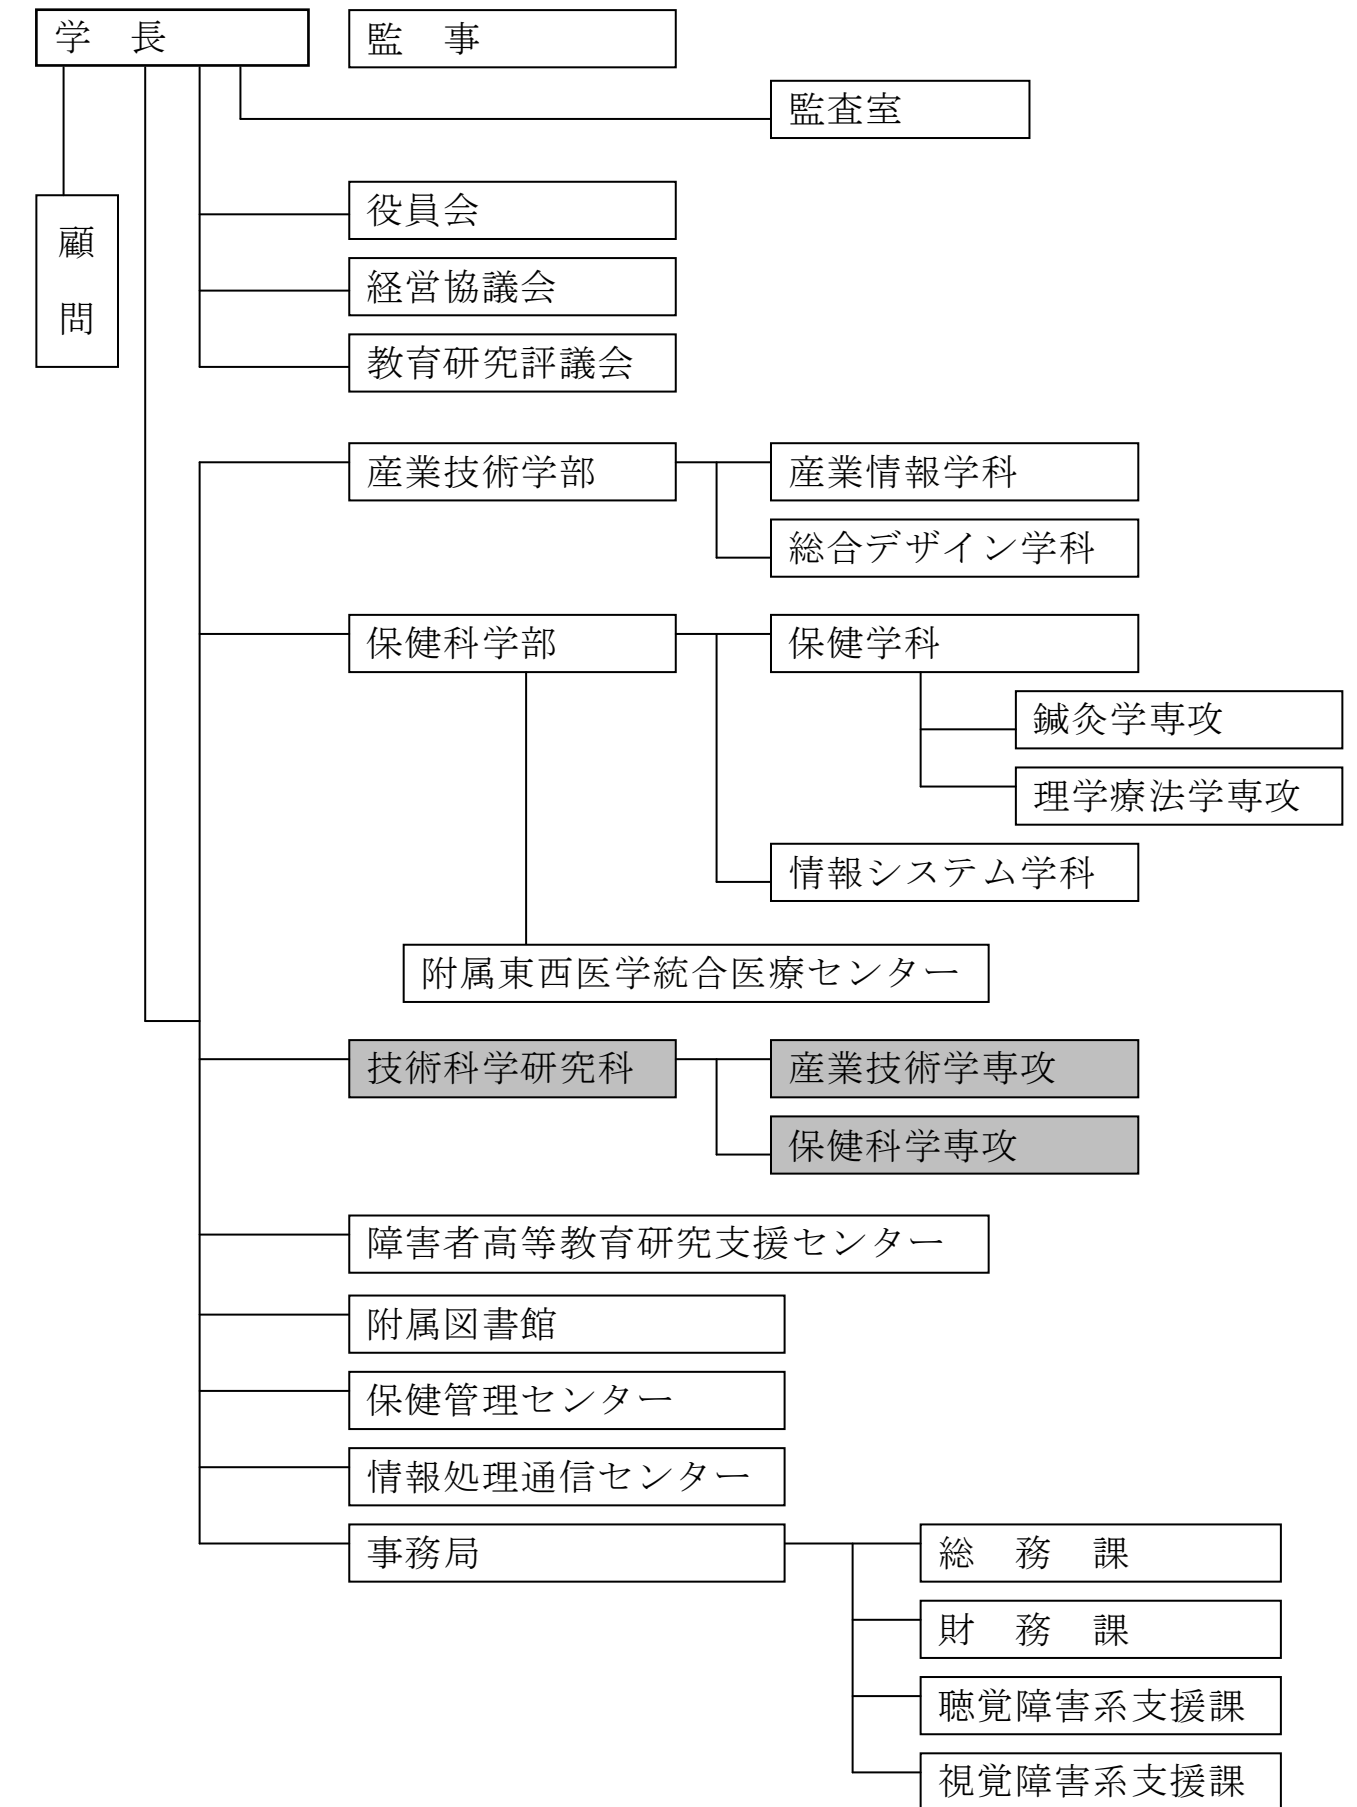 学　長
監　事
監査室
顧問
役員会
経営協議会
教育研究評議会
産業技術学部
産業情報学科
総合デザイン学科
保健科学部
保健学科
鍼灸学専攻
理学療法学専攻
情報システム学科
附属東西医学統合医療センター
技術科学研究科
産業技術学専攻
保健科学専攻
障害者高等教育研究支援センター
附属図書館
保健管理センター
情報処理通信センター
事務局
総　務　課
財　務　課
聴覚障害系支援課
視覚障害系支援課